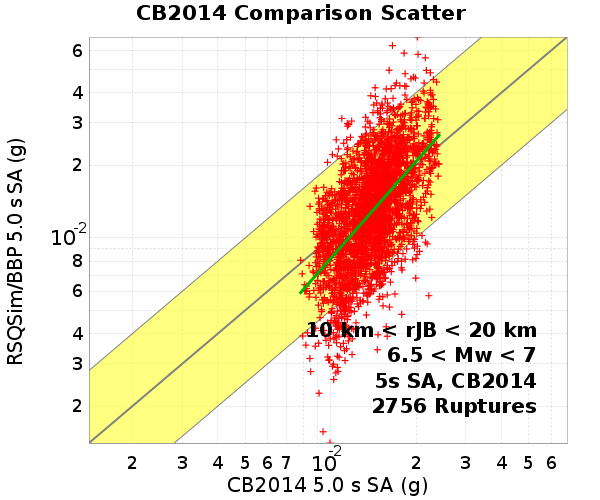 CB2014 Comparison Scatter
RSQSim/BBP 5.0 s SA (g)
6
4
3
2
10-2
8
6
4
3
2
10 km < rJB < 20 km
6.5 < Mw < 7
5s SA, CB2014
2756 Ruptures
2 3 4 5 6 7 10-2 2 3 4 5 6
CB2014 5.0 s SA (g)